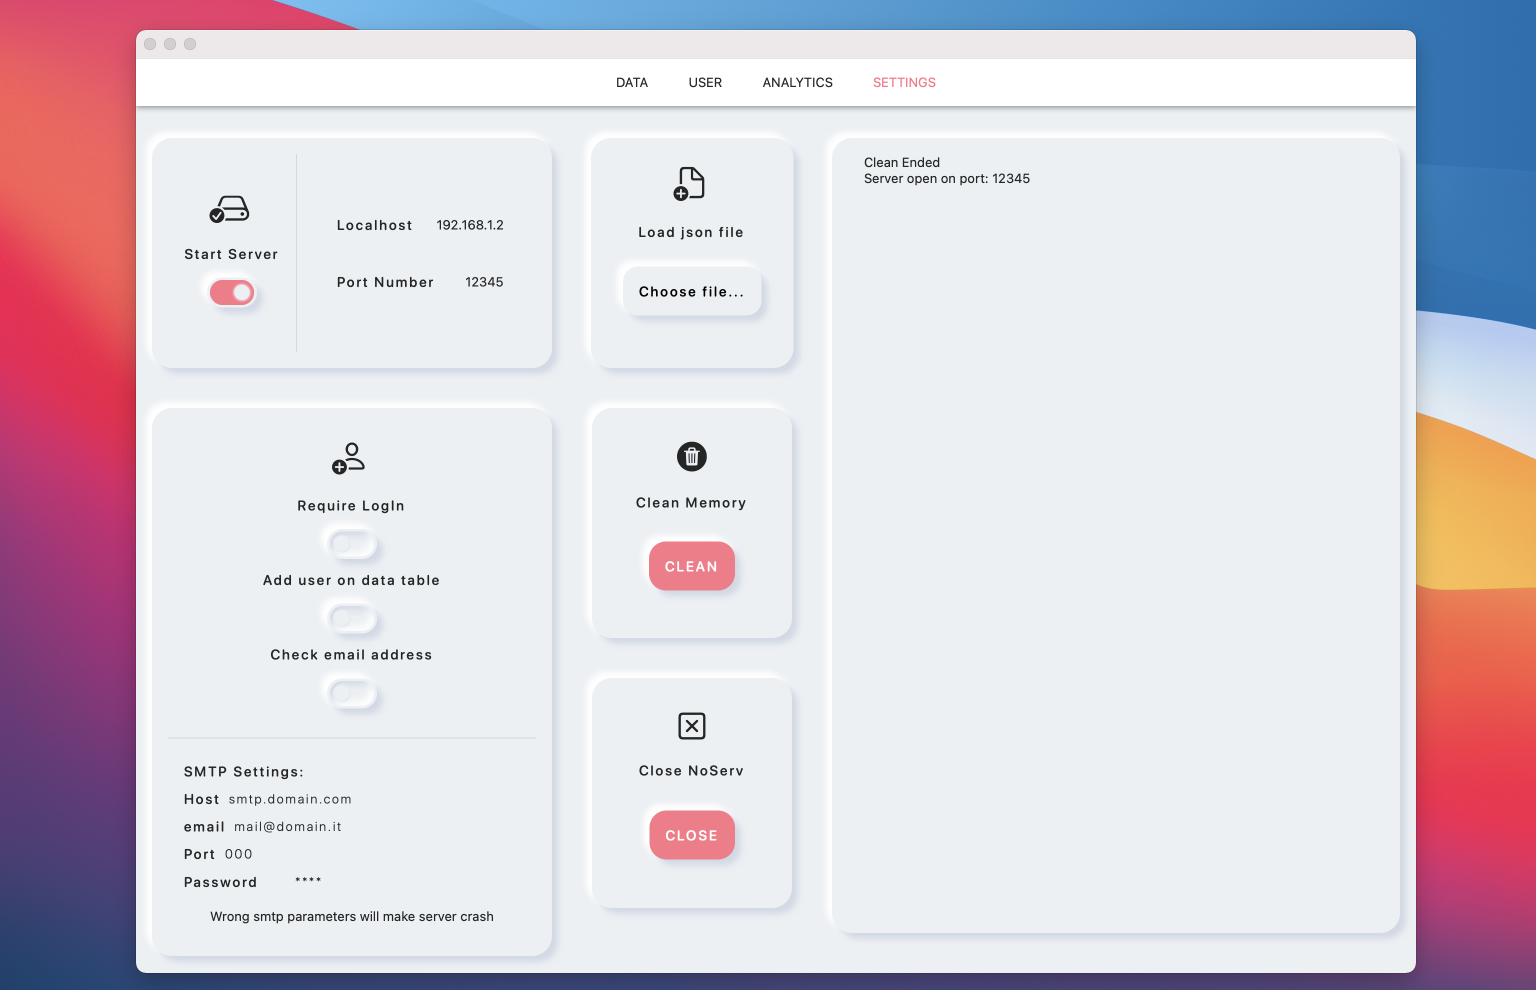 DATA USER ANALYTICS SETTINGS
Start Server
Localhost 192.168.1.2
Port Number 12345
Load json file
Choose file...
Clean Ended
Server open on port: 12345
Require LogIn
Add user on data table
Check email address
SMTP Settings:
Host smtp.domain.com
email mail@domain.it
Port 000
Password ****
Wrong smtp parameters will make server crash
Clean Memory
CLEAN
Close NoServ
CLOSE